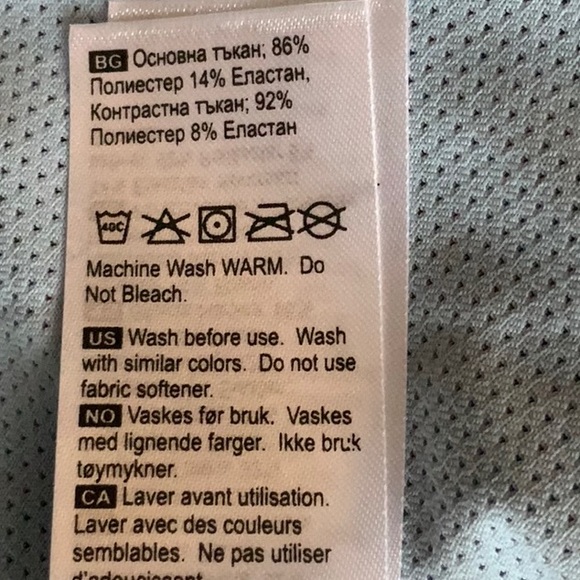 BG Основна тъкан; 86%
Полиестер 14% Еластан,
Контрастна тъкан; 92%
Полиестер 8% Еластан
40C
Machine Wash WARM. Do
Not Bleach.
US Wash before use. Wash
with similar colors. Do not use
fabric softener.
NO Vaskes før bruk. Vaskes
med lignende farger. Ikke bruk
tøymykner.
CA Laver avant utilisation.
Laver avec des couleurs
semblables. Ne pas utiliser
d'adoucissant